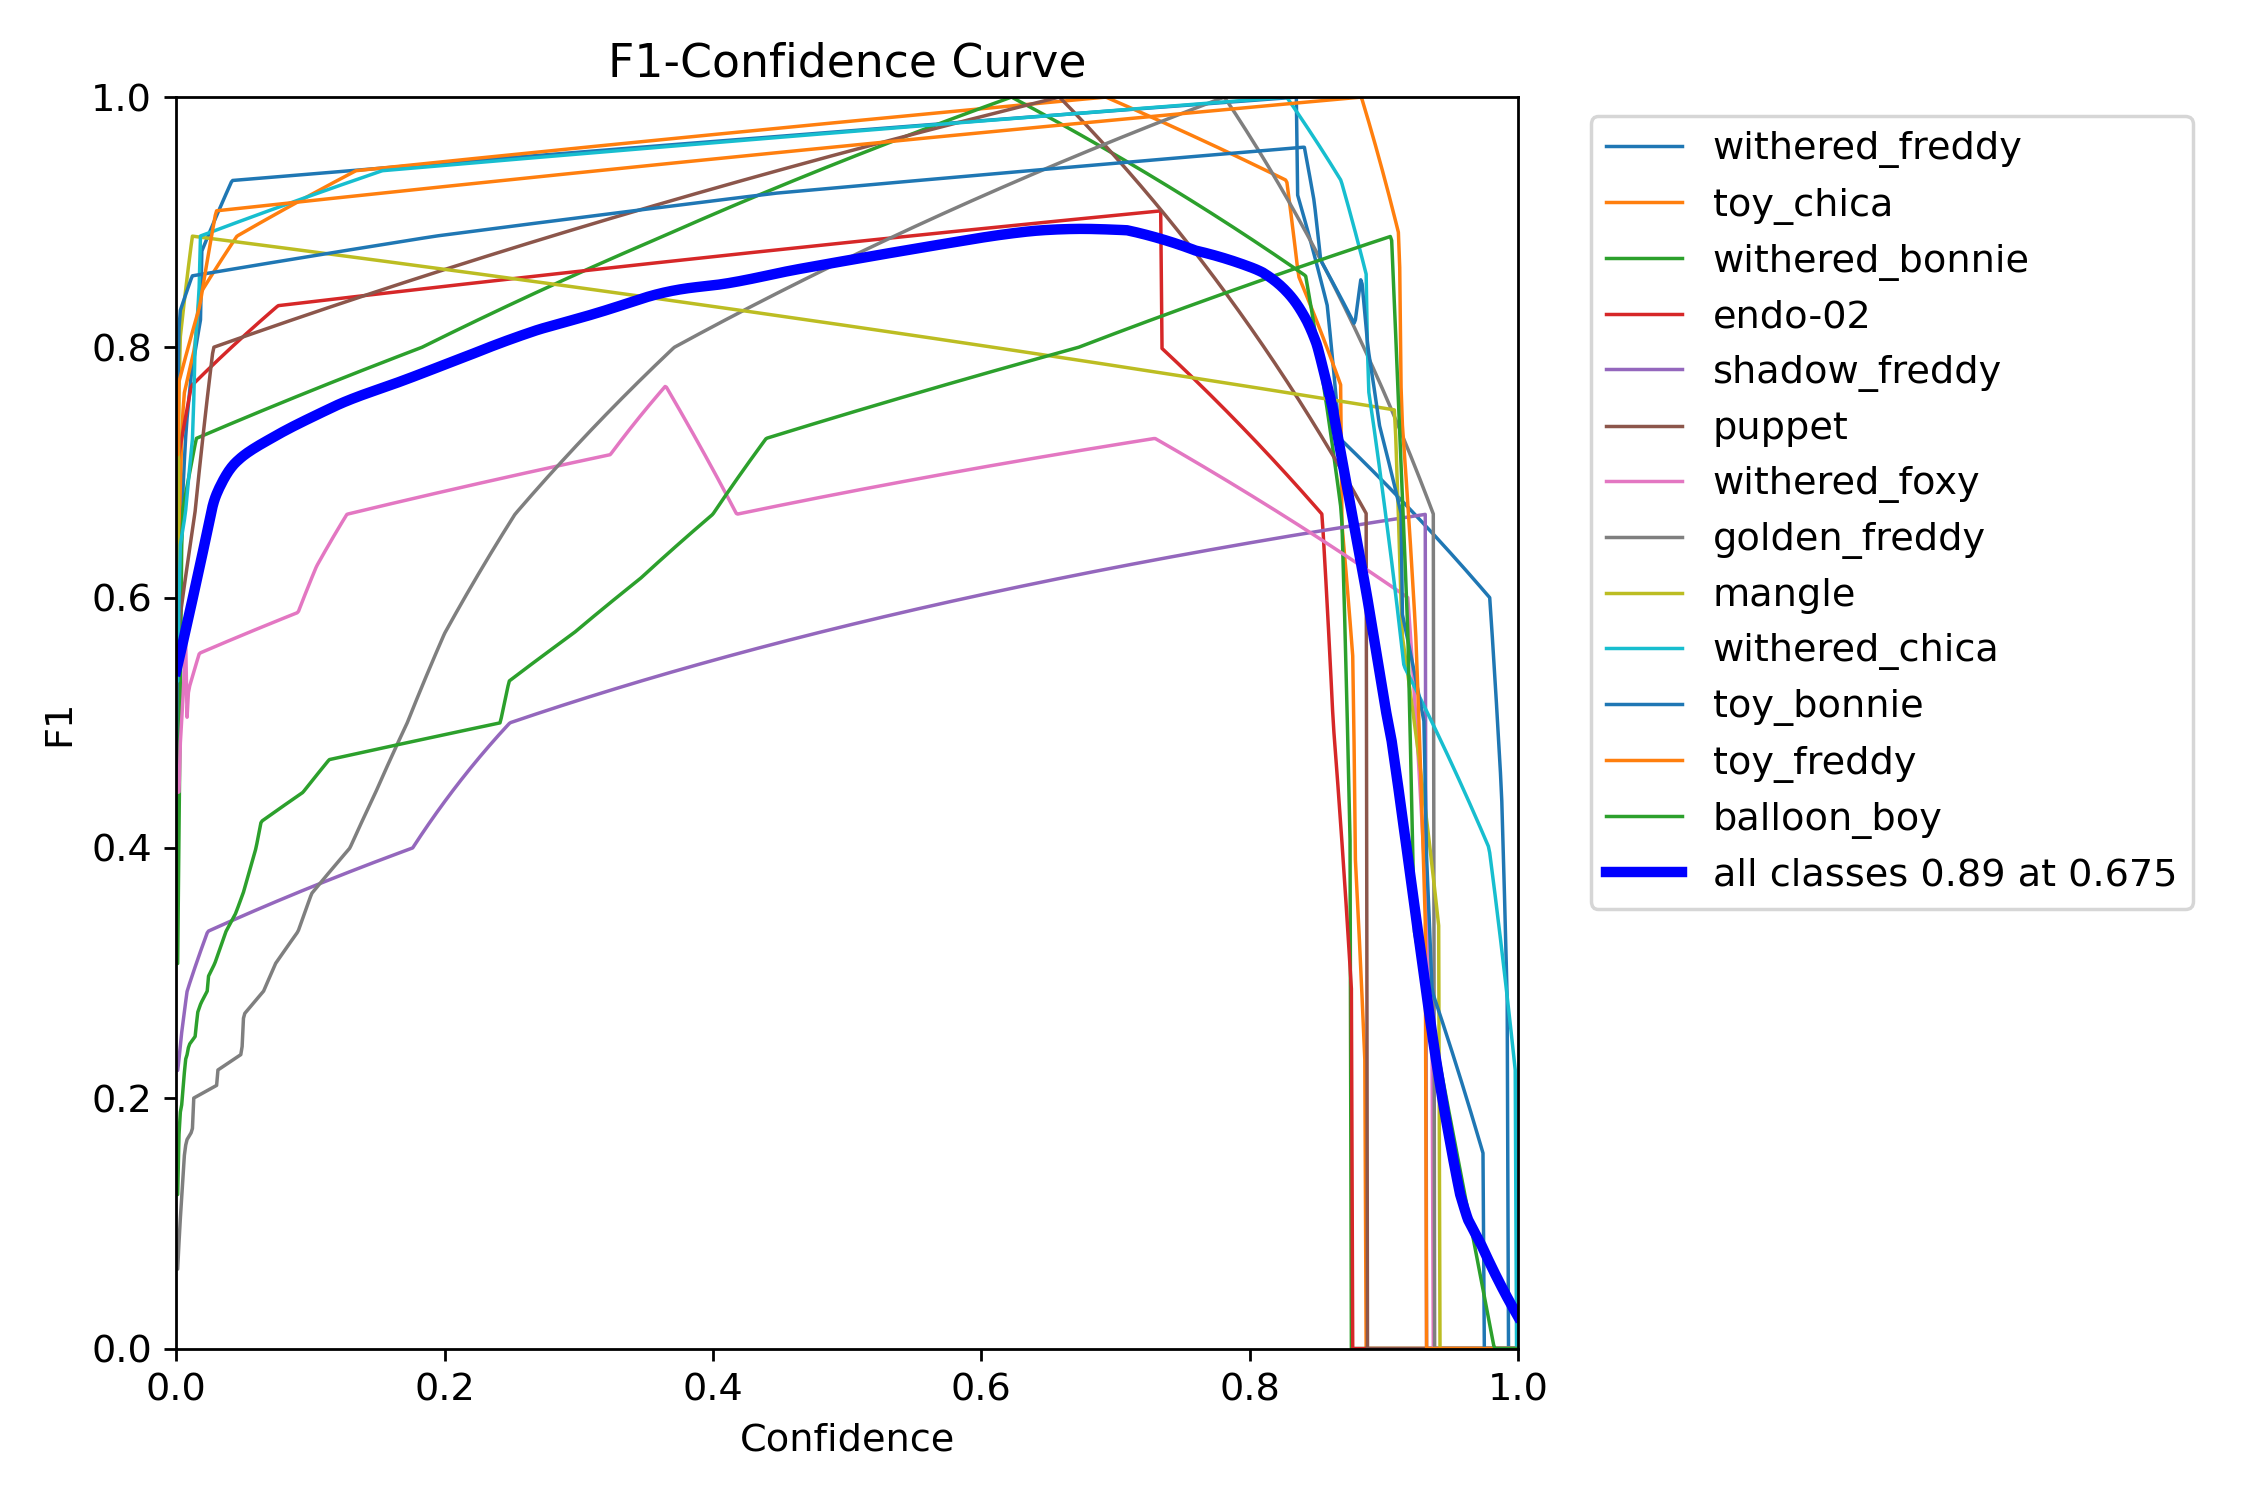 F1-Confidence Curve
1.0
0.8
0.6
0.4
0.2
0.0
F1
0.0 0.2 0.4 0.6 0.8 1.0
Confidence
withered_freddy
toy_chica
withered_bonnie
endo-02
shadow_freddy
puppet
withered_foxy
golden_freddy
mangle
withered_chica
toy_bonnie
toy_freddy
balloon_boy
all classes 0.89 at 0.675